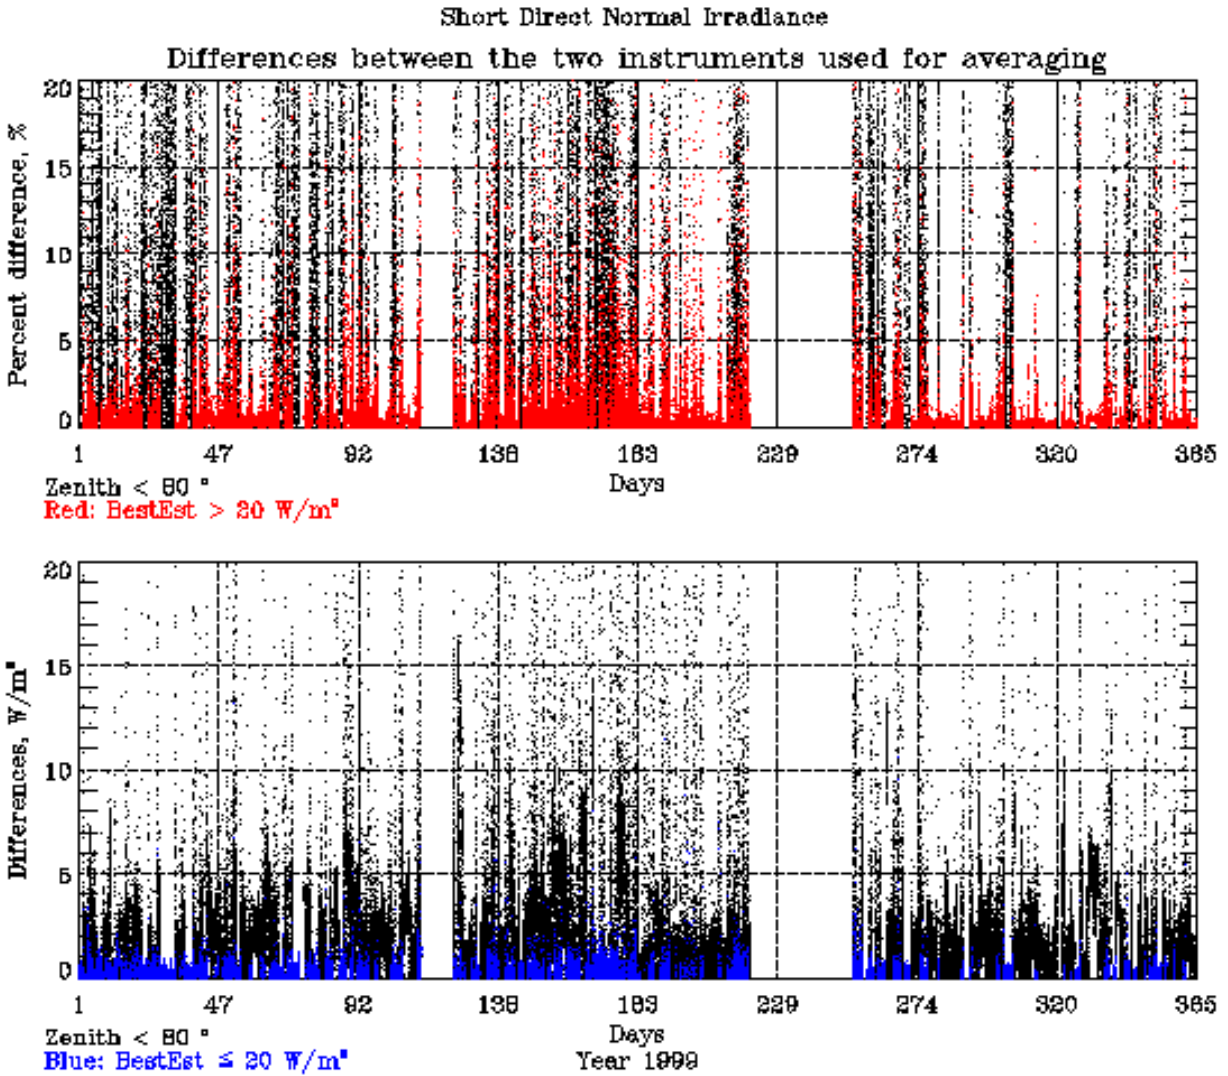 Short Direct Normal Irradiance
Differences between the two instruments used for averaging
Percent difference, %
20
15
10
5
0
1 47 92 138 183 229 274 320 365
Days
Zenith < 80 °
Red: BestEst > 20 W/m²
Differences, W/m²
20
15
10
5
0
1 47 92 138 183 229 274 320 365
Days
Zenith < 80 °
Blue: BestEst ≤ 20 W/m²
Year 1999